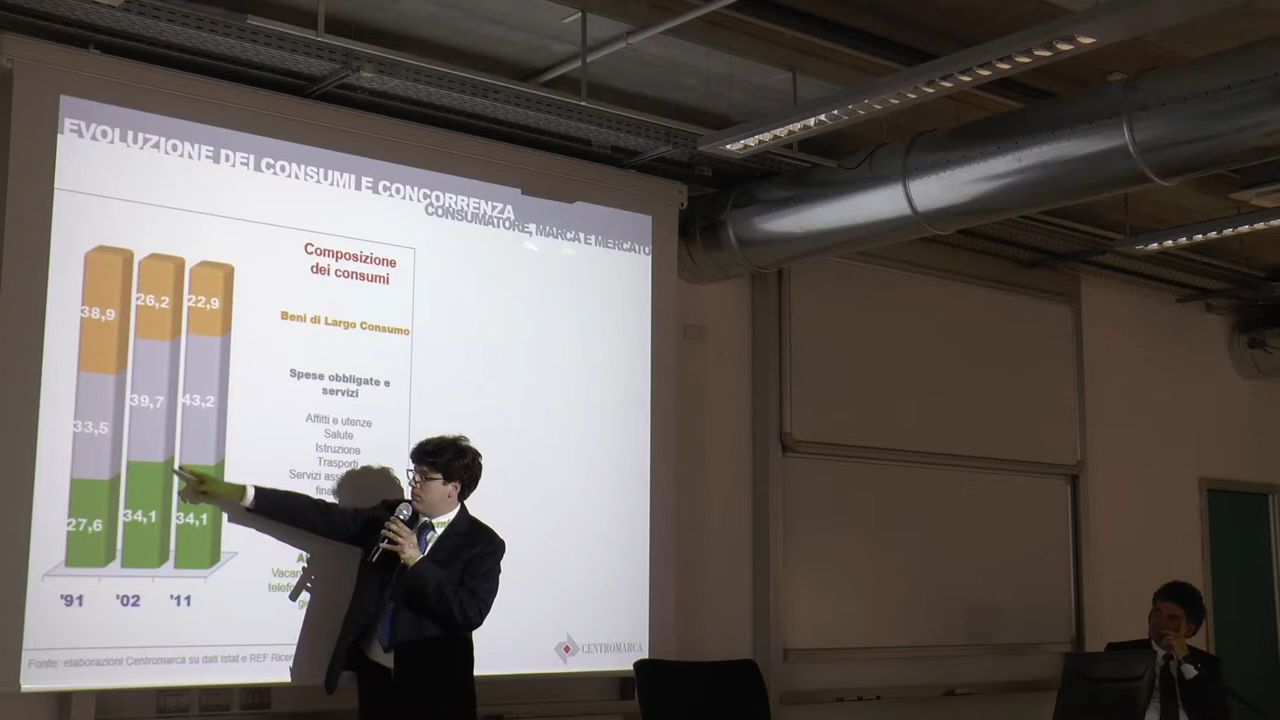 EVOLUZIONE DEI CONSUMI E CONCORRENZA
CONSUMATORE, MARCA E MERCATO
Composizione
dei consumi
38,9
26,2
22,9
Beni di Largo Consumo
33,5
39,7
43,2
Spese obbligate e
servizi
Affitti e utenze
Salute
Istruzione
Trasporti
Servizi
27,6
34,1
34,1
'91
'02
'11
Fonte: elaborazioni Centromarca su dati Istat e REF
CENTROMARCA